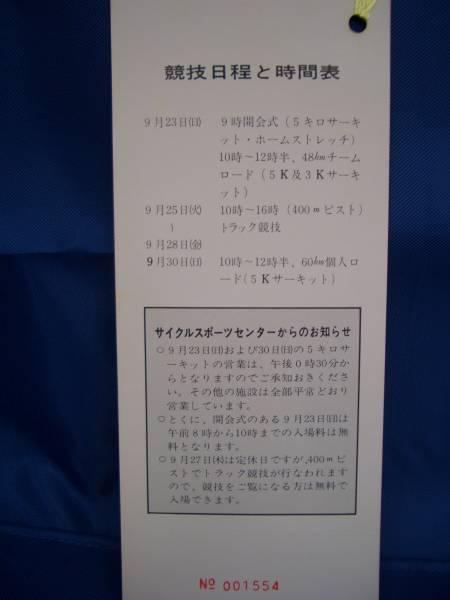 競技日程と時間表
9月23日(日) 9時開会式(5キロサーキ
ット・ホームストレッチ)
10時～12時半、48kmチーム
ロード(5K及3Kサーキ
ット)
9月25日(火) 10時～16時(400mピスト)
～ トラック競技
9月28日(金)
9月30日(日) 10時～12時半、60km個人ロ
ード(5Kサーキット)
サイクルスポーツセンターからのお知らせ
○9月23日(日)および30日(日)の5キロサ
ーキットの営業は、午後0時30分か
らとなりますのでご承知おきくださ
い。その他の施設は全部平常どおり
営業しています。
○とくに、開会式のある9月23日(日)は
午前8時から10時までの入場料は無
料となります。
○9月27日(木)は定休日ですが、400mピ
ストでトラック競技が行なわれます
ので、競技をご覧になる方は無料で
入場できます。
No 001554